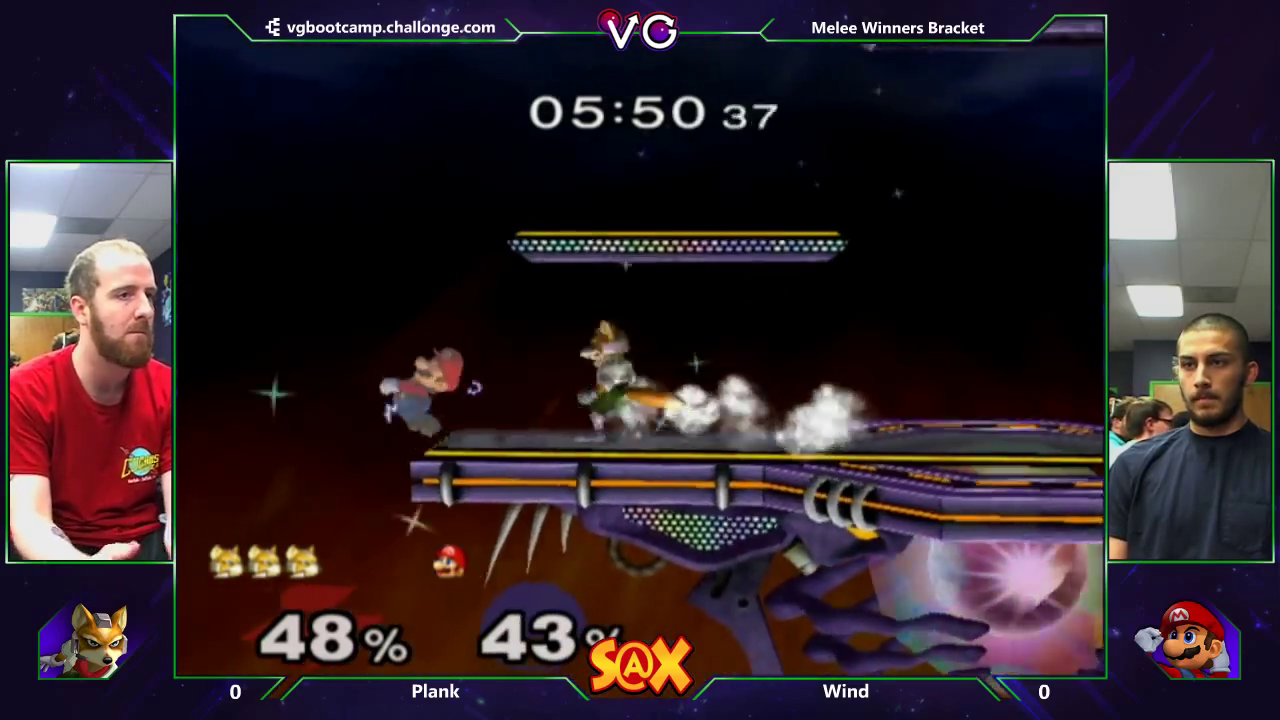 vgbootcamp.challonge.com
VG
Melee Winners Bracket
05:50 37
48%
43%
S@X
0
Plank
Wind
0